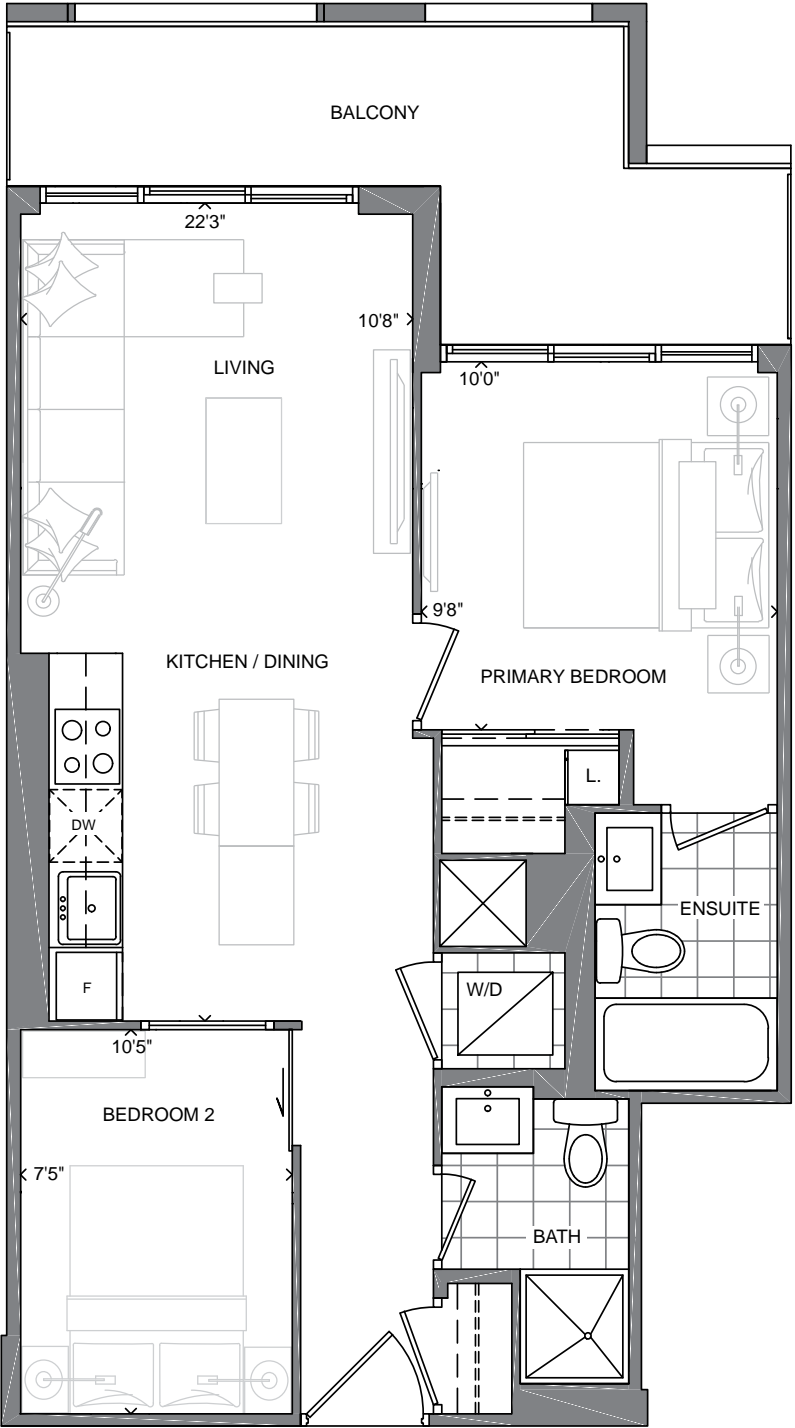 BALCONY
22'3"
10'8"
LIVING
10'0"
9'8"
KITCHEN / DINING
PRIMARY BEDROOM
L.
DW
ENSUITE
F
W/D
10'5"
BEDROOM 2
7'5"
BATH